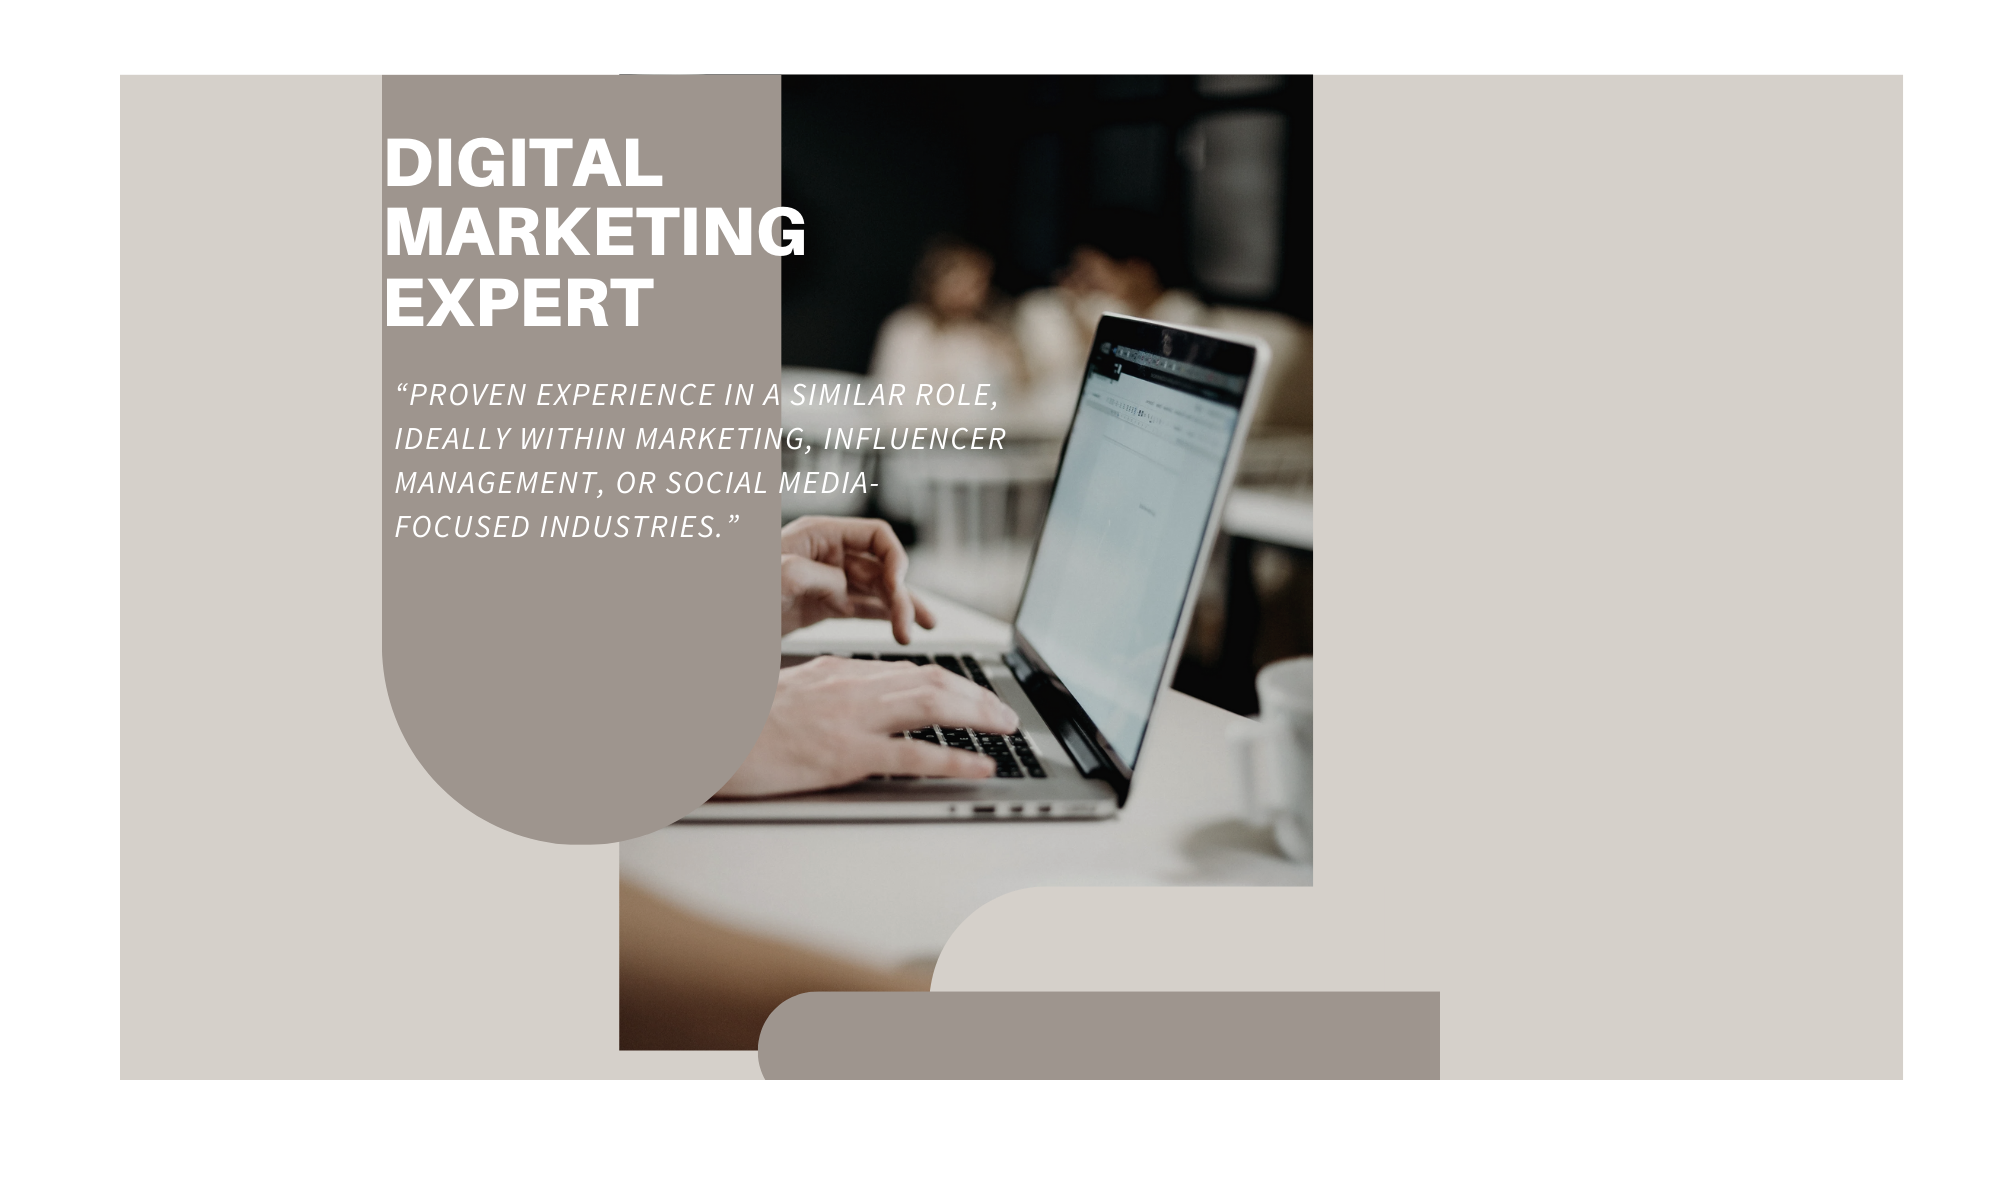 DIGITAL
MARKETING
EXPERT
“PROVEN EXPERIENCE IN A SIMILAR ROLE,
IDEALLY WITHIN MARKETING, INFLUENCER
MANAGEMENT, OR SOCIAL MEDIA-
FOCUSED INDUSTRIES.”